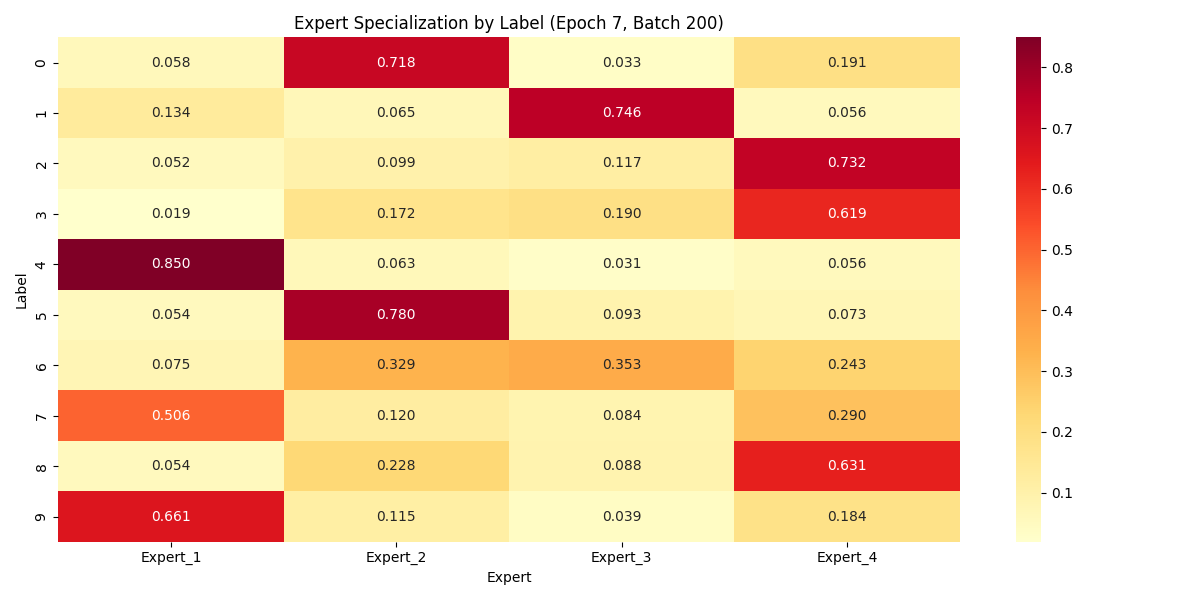 Expert Specialization by Label (Epoch 7, Batch 200)
0 0.058 0.718 0.033 0.191
1 0.134 0.065 0.746 0.056
2 0.052 0.099 0.117 0.732
3 0.019 0.172 0.190 0.619
4 0.850 0.063 0.031 0.056
5 0.054 0.780 0.093 0.073
6 0.075 0.329 0.353 0.243
7 0.506 0.120 0.084 0.290
8 0.054 0.228 0.088 0.631
9 0.661 0.115 0.039 0.184
Label
Expert_1 Expert_2 Expert_3 Expert_4
Expert
0.8
0.7
0.6
0.5
0.4
0.3
0.2
0.1